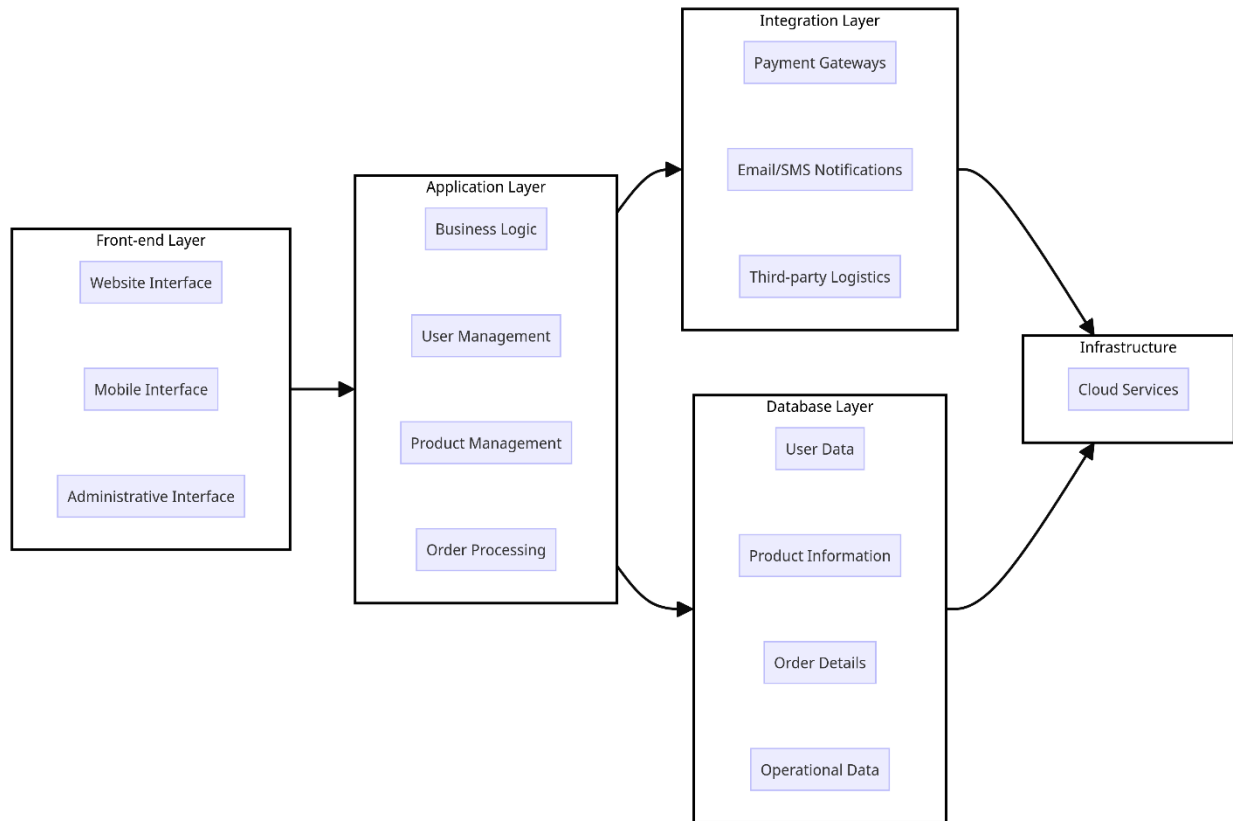 Front-end Layer
Website Interface
Mobile Interface
Administrative Interface
Application Layer
Business Logic
User Management
Product Management
Order Processing
Integration Layer
Payment Gateways
Email/SMS Notifications
Third-party Logistics
Database Layer
User Data
Product Information
Order Details
Operational Data
Infrastructure
Cloud Services